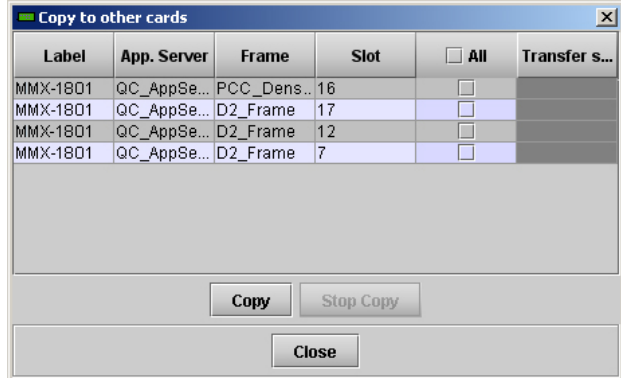 Copy to other cards
Label App. Server Frame Slot All Transfer s...
MMX-1801 QC_AppSe... PCC_Dens.. 16
MMX-1801 QC_AppSe... D2_Frame 17
MMX-1801 QC_AppSe... D2_Frame 12
MMX-1801 QC_AppSe... D2_Frame 7
Copy Stop Copy
Close